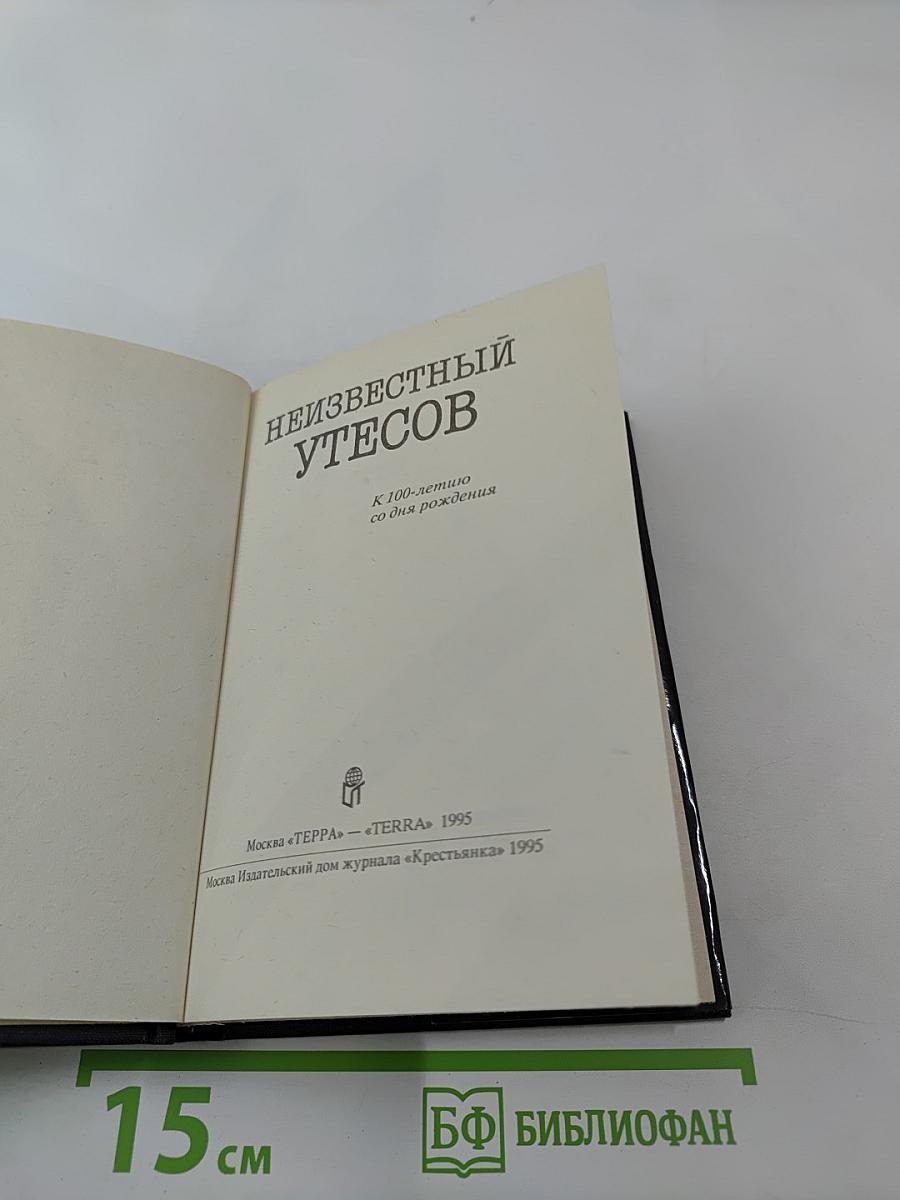 НЕИЗВЕСТНЫЙ
УТЕСОВ
К 100-летию
со дня рождения
Москва «ТЕРРА» — «TERRA» 1995
Москва Издательский дом журнала «Крестьянка» 1995
15 см
БФ БИБЛИОФАН